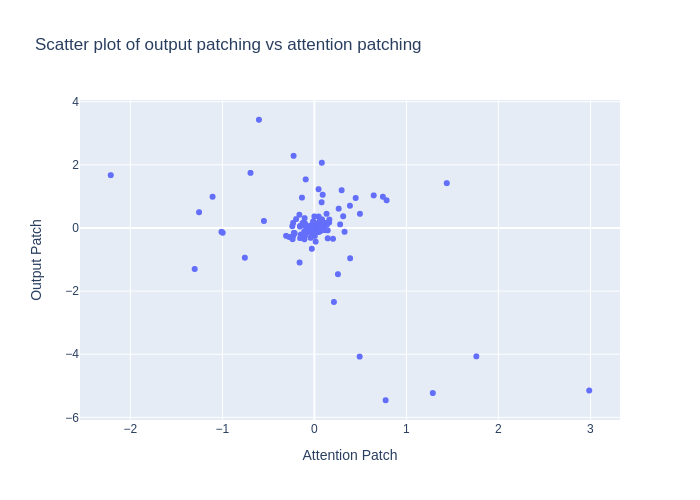 Scatter plot of output patching vs attention patching
4
2
0
−2
−4
−6
Output Patch
−2 −1 0 1 2 3
Attention Patch